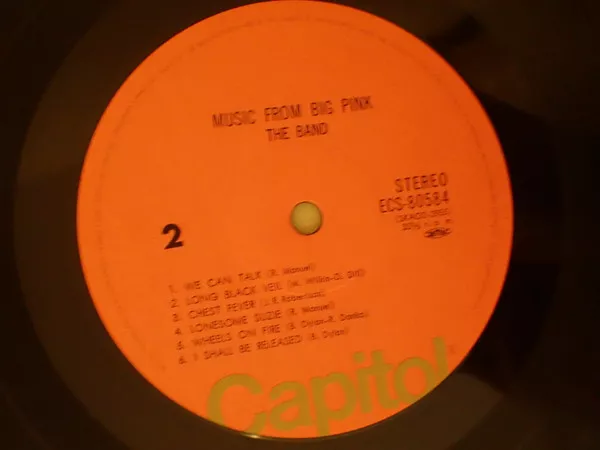 MUSIC FROM BIG PINK
THE BAND
STEREO
ECS-80584
33⅓ r.p.m.
2
1. WE CAN TALK (R. Manuel)
2. LONG BLACK VEIL (M. Wilkin-D. Dill)
3. CHEST FEVER (J. R. Robertson)
4. LONESOME SUZIE (R. Manuel)
5. WHEELS ON FIRE (B. Dylan-R. Danko)
6. I SHALL BE RELEASED (B. Dylan)
Capitol